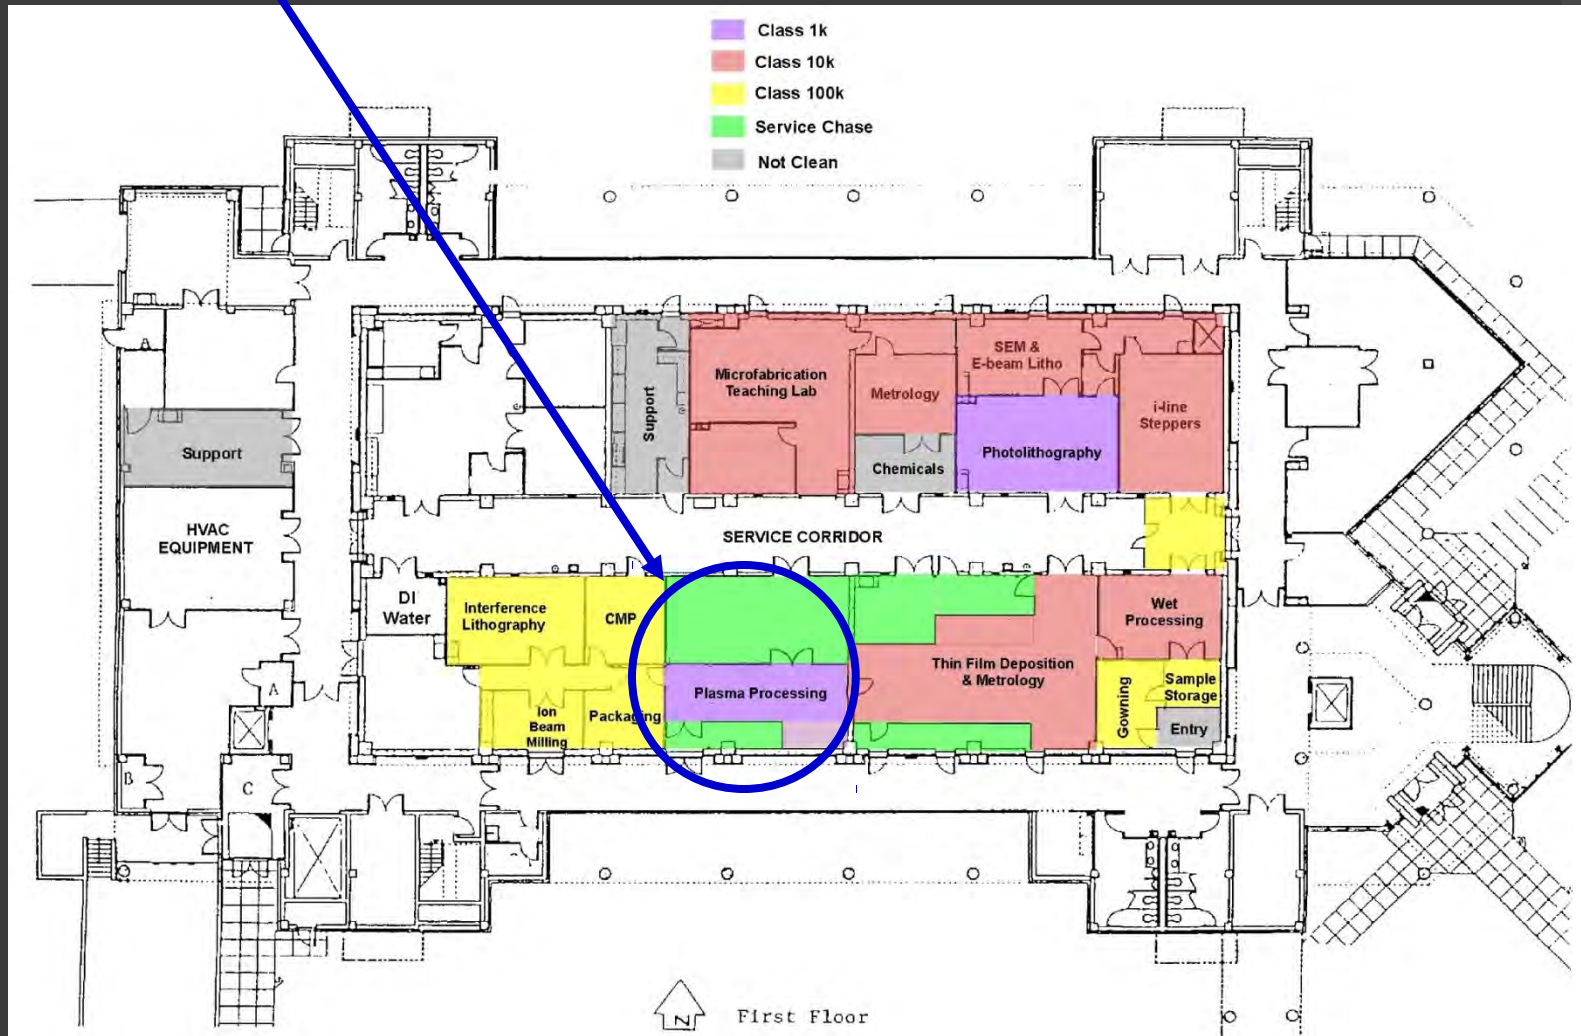 Class 1k
Class 10k
Class 100k
Service Chase
Not Clean
Support
HVAC
EQUIPMENT
Support
Microfabrication
Teaching Lab
Metrology
Chemicals
SEM &
E-beam Litho
Photolithography
i-line
Steppers
SERVICE CORRIDOR
DI
Water
Interference
Lithography
CMP
Ion
Beam
Milling
Packaging
Plasma Processing
Thin Film Deposition
& Metrology
Wet
Processing
Gowning
Sample
Storage
Entry
A
B
C
N
First Floor